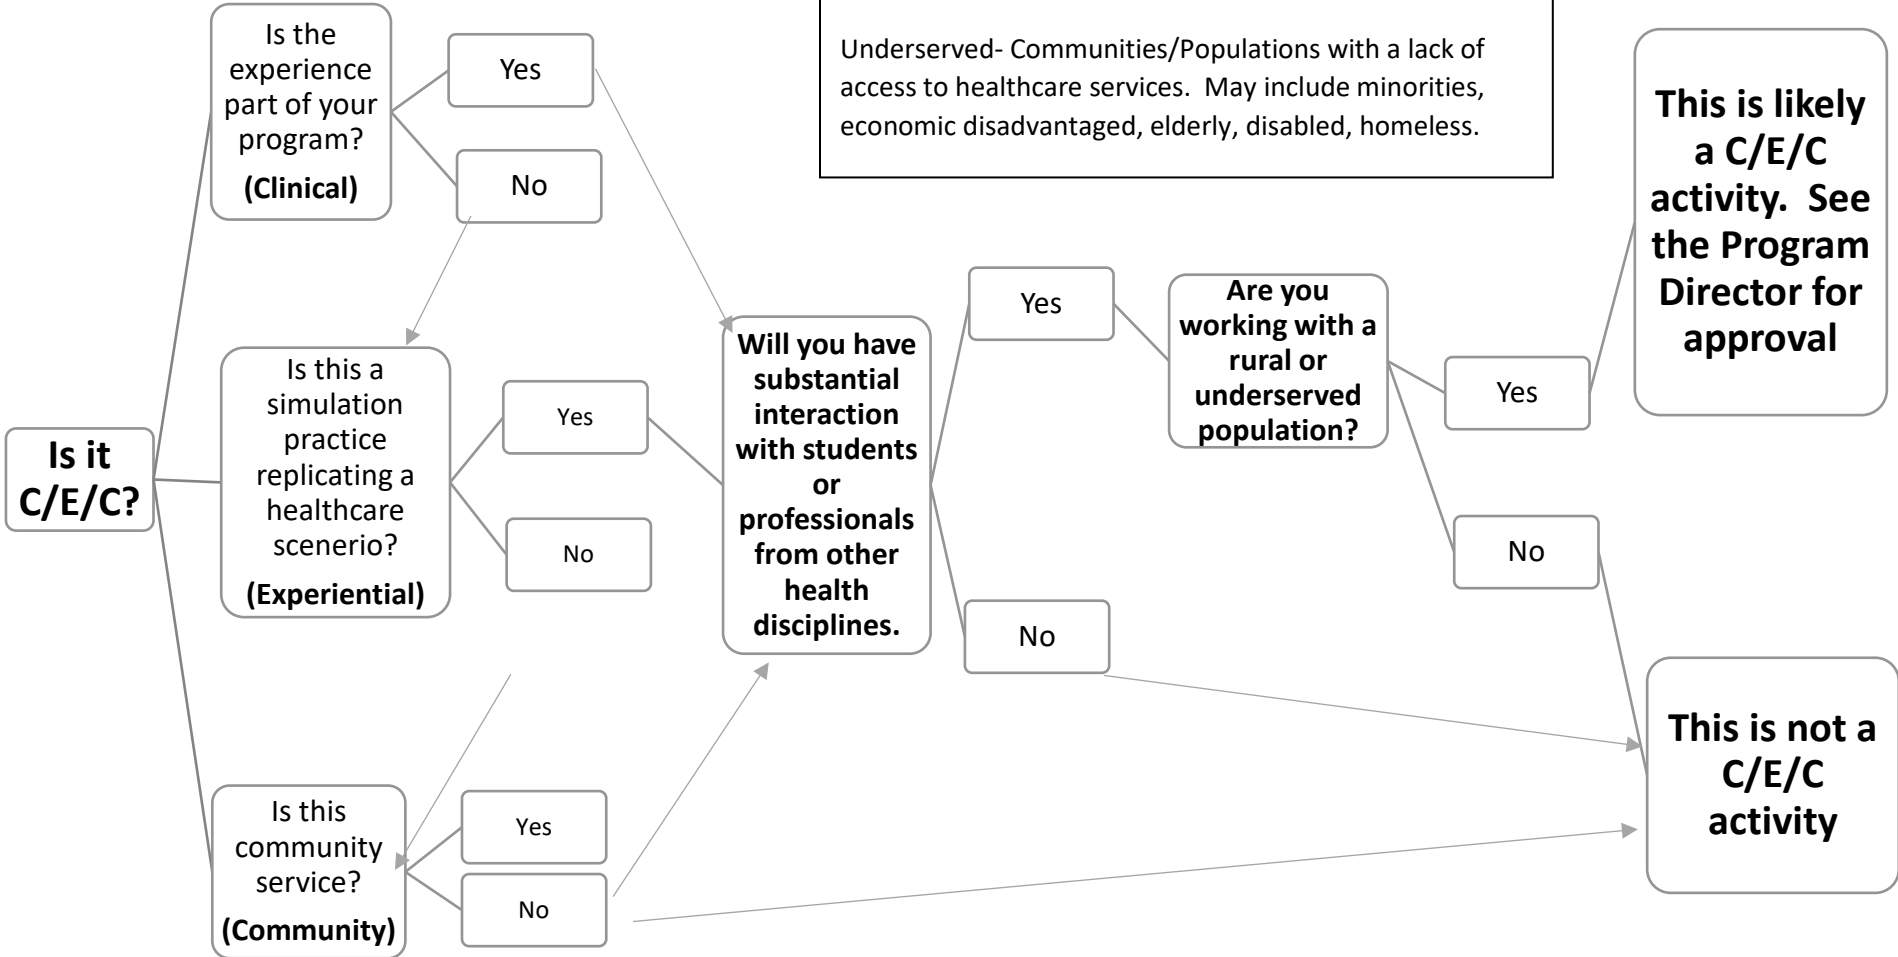 Is it
C/E/C?
Is the
experience
part of your
program?
(Clinical)
Yes
No
Is this a
simulation
practice
replicating a
healthcare
scenerio?
(Experiential)
Yes
No
Is this
community
service?
(Community)
Yes
No
Will you have
substantial
interaction
with students
or
professionals
from other
health
disciplines.
Yes
No
Underserved- Communities/Populations with a lack of
access to healthcare services.  May include minorities,
economic disadvantaged, elderly, disabled, homeless.
Are you
working with a
rural or
underserved
population?
Yes
No
This is likely
a C/E/C
activity.  See
the Program
Director for
approval
This is not a
C/E/C
activity